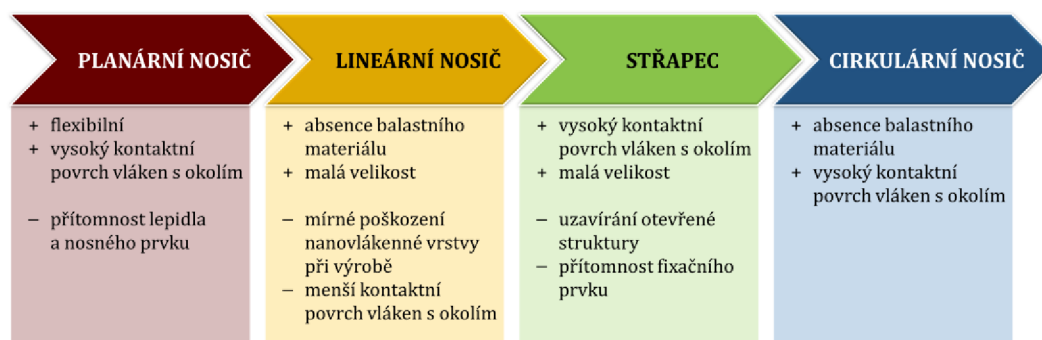 PLANÁRNÍ NOSIČ
+ flexibilní
+ vysoký kontaktní
povrch vláken s okolím
− přítomnost lepidla
a nosného prvku
LINEÁRNÍ NOSIČ
+ absence balastního
materiálu
+ malá velikost
− mírné poškození
nanovlákenné vrstvy
při výrobě
− menší kontaktní
povrch vláken s okolím
STŘAPEC
+ vysoký kontaktní
povrch vláken s okolím
+ malá velikost
− uzavírání otevřené
struktury
− přítomnost fixačního
prvku
CIRKULÁRNÍ NOSIČ
+ absence balastního
materiálu
+ vysoký kontaktní
povrch vláken s okolím